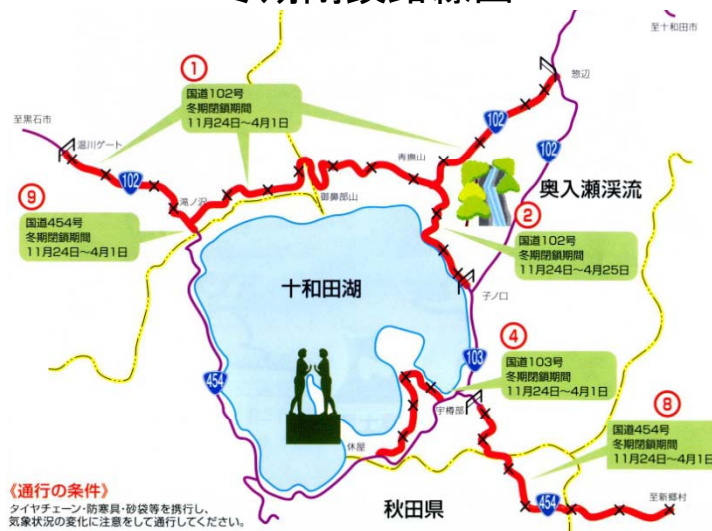 至十和田市
①
国道102号
冬期閉鎖期間
11月24日～4月1日
惣辺
至黒石市
温川ゲート
102
102
102
青撫山
奥入瀬渓流
滝ノ沢
御鼻部山
⑨
国道454号
冬期閉鎖期間
11月24日～4月1日
②
国道102号
冬期閉鎖期間
11月24日～4月25日
十和田湖
子ノ口
④
103
国道103号
冬期閉鎖期間
11月24日～4月1日
454
宇樽部
⑧
国道454号
冬期閉鎖期間
11月24日～4月1日
休屋
《通行の条件》
タイヤチェーン・防寒具・砂袋等を携行し、
気象状況の変化に注意をして通行してください。
秋田県
454
至新郷村